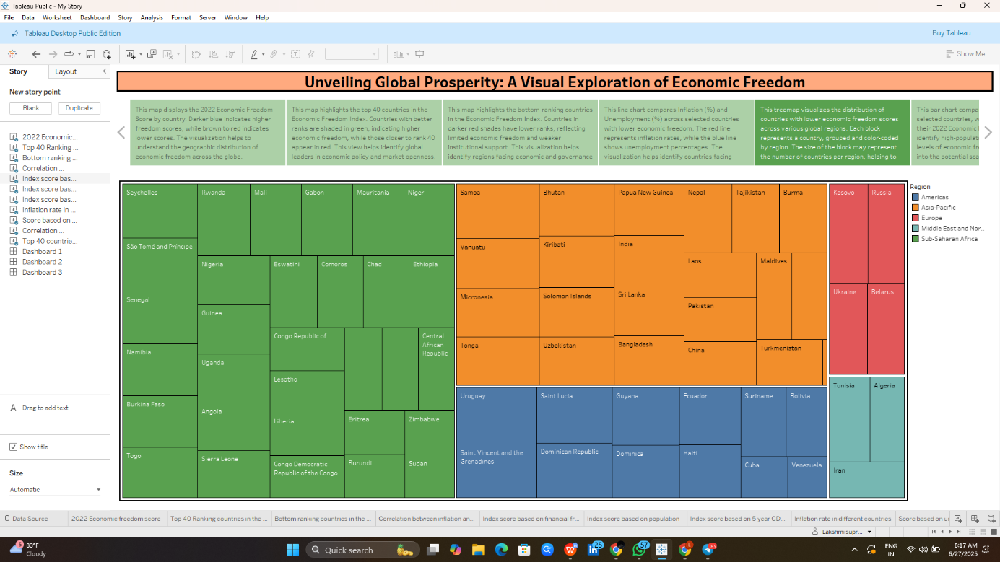 Tableau Public - My Story
File Data Worksheet Dashboard Story Analysis Format Server Window Help
Tableau Desktop Public Edition
Buy Tableau
Show Me
Story
Layout
New story point
Blank
Duplicate
2022 Economic...
Top 40 Ranking ...
Bottom ranking ...
Correlation ...
Index score bas...
Index score bas...
Index score bas...
Inflation rate in ...
Score based on ...
Correlation ...
Top 40 countrie...
Dashboard 1
Dashboard 2
Dashboard 3
A Drag to add text
Show title
Size
Automatic
Unveiling Global Prosperity: A Visual Exploration of Economic Freedom
This map displays the 2022 Economic Freedom
Score by country. Darker blue indicates higher
freedom scores, while brown to red indicates
lower scores. The visualization helps to
understand the geographic distribution of
economic freedom across the globe.
This map highlights the top 40 Countries in
the Economic Freedom Index. Countries with better
ranks are shaded in green, indicating higher
economic freedom, while those closer to rank 40
appear in red. This view helps identify global
leaders in economic policy and market openness.
This map highlights the bottom-ranking countries
in the Economic Freedom Index. Countries in
darker red shades have lower ranks, reflecting
limited economic freedom and weaker
institutional support. This visualization helps
identify regions facing economic and governance
This line chart compares Inflation (%) and
Unemployment (%) across selected countries
with lower economic freedom. The red line
represents inflation rates, while the blue line
shows unemployment percentages. The
visualization helps identify countries facing
This treemap visualizes the distribution of
countries with lower economic freedom scores
across various global regions. Each block
represents a country, grouped and color-coded
by region. The size of the block may represent
the number of countries per region, helping to
This bar chart compa
selected countries, w
their 2022 Economic
identify high-populati
levels of economic fr
into the potential sca
Seychelles
São Tomé and Príncipe
Senegal
Namibia
Burkina Faso
Togo
Rwanda
Mali
Gabon
Mauritania
Niger
Nigeria
Guinea
Uganda
Angola
Sierra Leone
Eswatini
Comoros
Chad
Ethiopia
Congo Republic of
Lesotho
Liberia
Congo Democratic
Republic of the Congo
Central
African
Republic
Eritrea
Zimbabwe
Burundi
Sudan
Samoa
Vanuatu
Micronesia
Tonga
Bhutan
Kiribati
Solomon Islands
Uzbekistan
Papua New Guinea
India
Sri Lanka
Bangladesh
Nepal
Tajikistan
Burma
Laos
Pakistan
China
Maldives
Turkmenistan
Uruguay
Saint Vincent and the
Grenadines
Saint Lucia
Dominican Republic
Guyana
Dominica
Ecuador
Haiti
Suriname
Bolivia
Cuba
Venezuela
Kosovo
Russia
Ukraine
Belarus
Tunisia
Algeria
Iran
Region
Americas
Asia-Pacific
Europe
Middle East and Nor..
Sub-Saharan Africa
Data Source
2022 Economic freedom score
Top 40 Ranking countries in the ...
Bottom ranking countries in the ...
Correlation between inflation an...
Index score based on financial fr...
Index score based on population
Index score based on 5 year GD...
Inflation rate in different countries
Score based on un
Lakshmi supr...
5
83°F
Cloudy
Quick search
25
57
L
81
ENG
IN
8:17 AM
6/27/2025